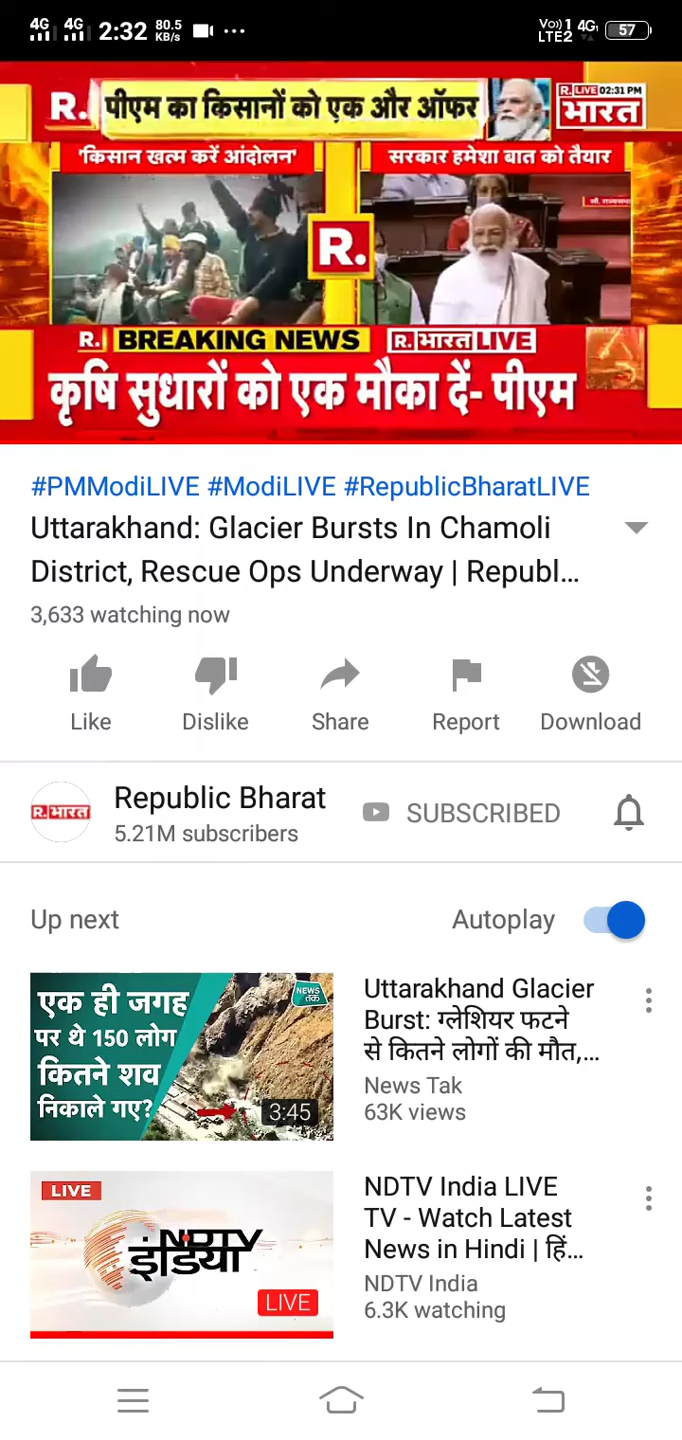 4G 4G 2:32 80.5 KB/s ... Vo)) 1 4G LTE2 57
R. पीएम का किसानों को एक और ऑफर R. LIVE 02:31 PM
भारत
'किसान खत्म करें आंदोलन' सरकार हमेशा बात को तैयार
R.
R. BREAKING NEWS R.भारत LIVE
कृषि सुधारों को एक मौका दें- पीएम
#PMModiLIVE #ModiLIVE #RepublicBharatLIVE
Uttarakhand: Glacier Bursts In Chamoli
District, Rescue Ops Underway | Republ...
3,633 watching now
Like Dislike Share Report Download
R.भारत Republic Bharat SUBSCRIBED
5.21M subscribers
Up next Autoplay
एक ही जगह
पर थे 150 लोग
कितने शव
निकाले गए?
NEWS
तक
3:45
Uttarakhand Glacier
Burst: ग्लेशियर फटने
से कितने लोगों की मौत,...
News Tak
63K views
LIVE
NDTV
इंडिया
LIVE
NDTV India LIVE
TV - Watch Latest
News in Hindi | हिं...
NDTV India
6.3K watching